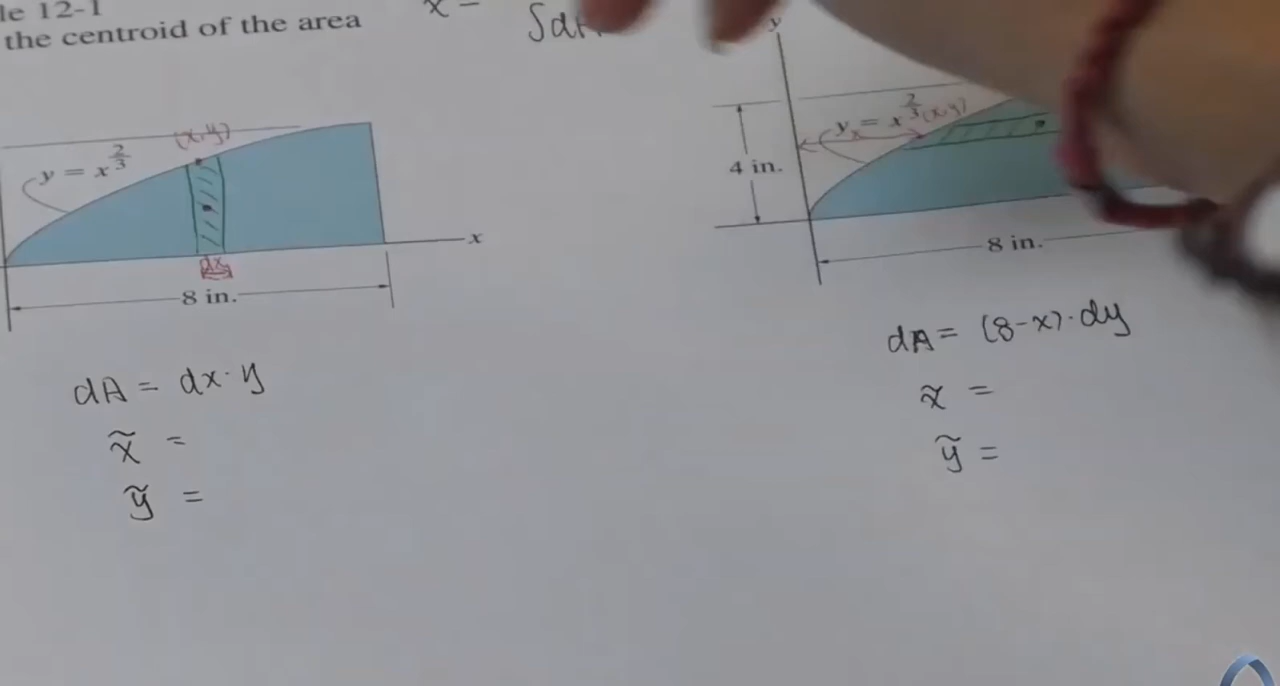 le 12-1
the centroid of the area
x =
∫dA
y
y = x^{2/3}
(x,y)
x
dx
8 in.
y = x^{2/3}
(x,y)
x
4 in.
8 in.
dA = dx · y
x̃ =
ỹ =
dA = (8-x) · dy
x̃ =
ỹ =